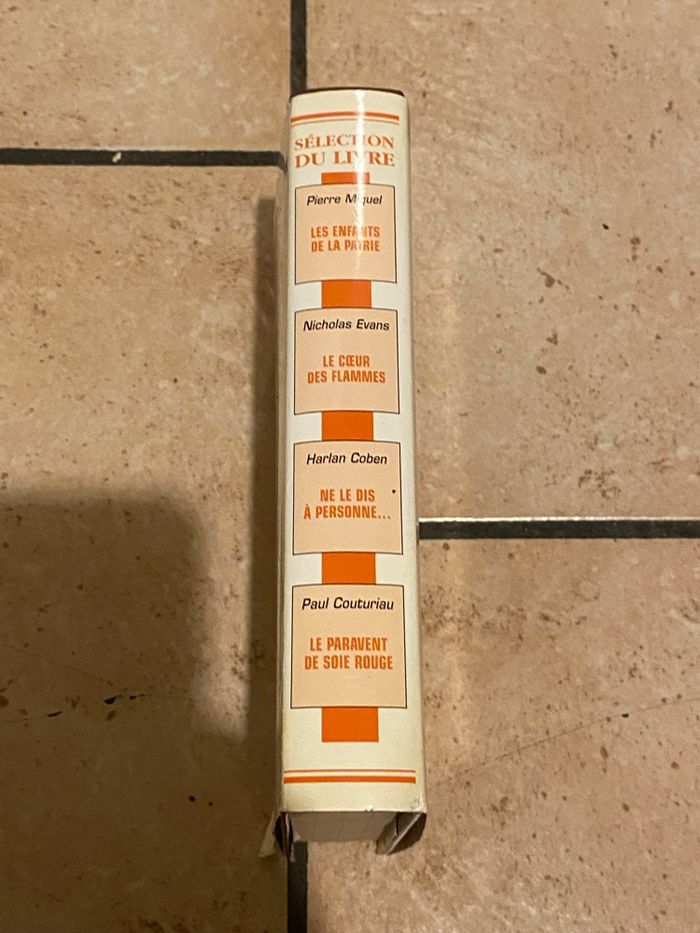 SÉLECTION
DU LIVRE
Pierre Miquel
LES ENFANTS
DE LA PATRIE
Nicholas Evans
LE CŒUR
DES FLAMMES
Harlan Coben
NE LE DIS
À PERSONNE...
Paul Couturiau
LE PARAVENT
DE SOIE ROUGE